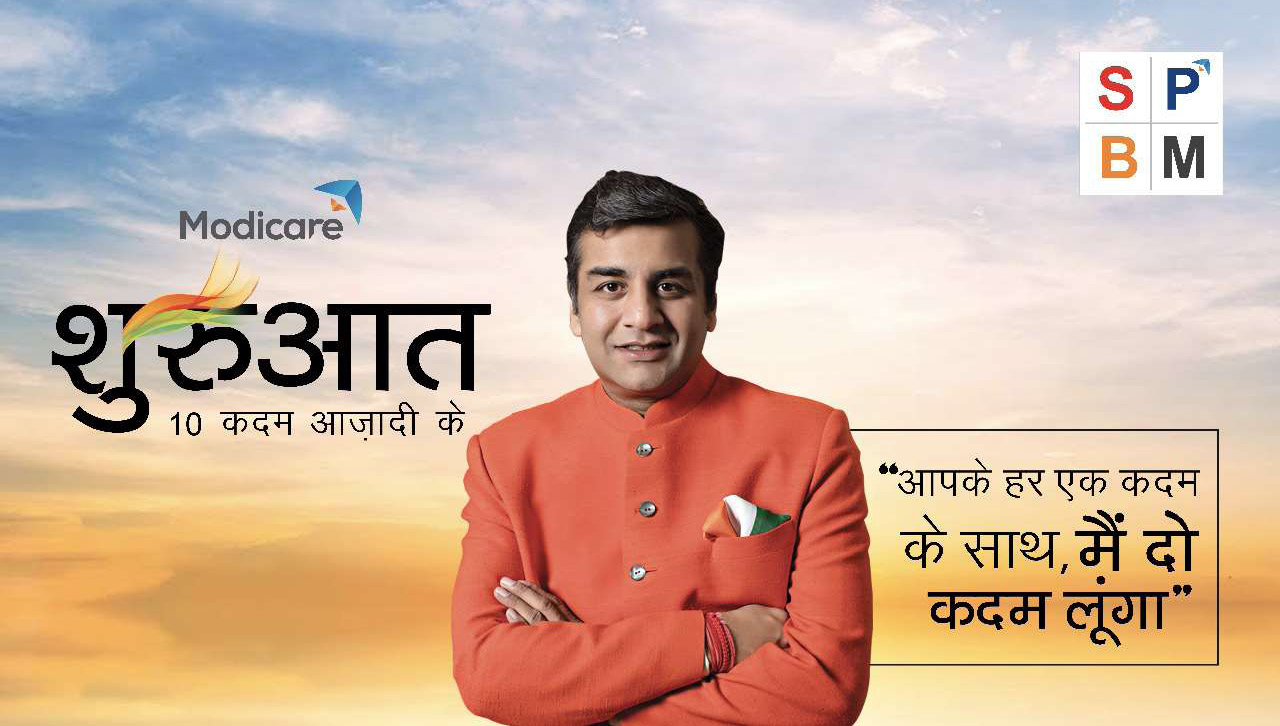 S P
B M
Modicare
शुरुआत
10 कदम आज़ादी के
“आपके हर एक कदम
के साथ, मैं दो
कदम लूंगा”